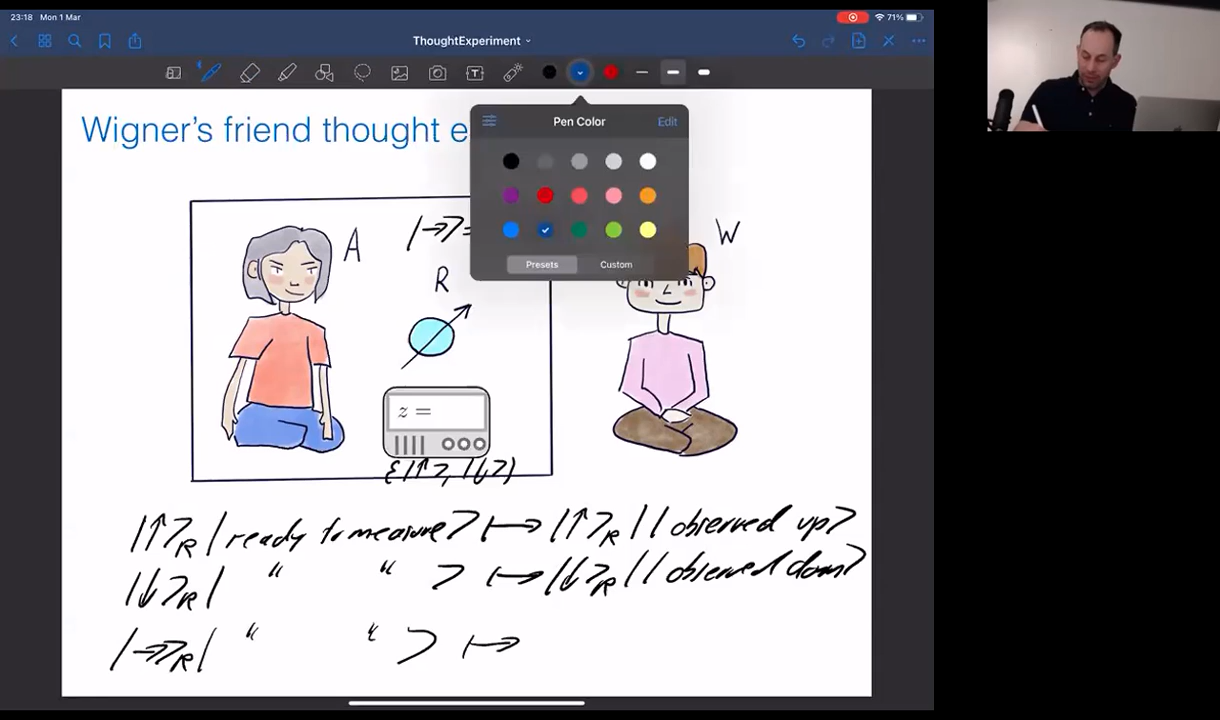 23:18 Mon 1 Mar
71%
ThoughtExperiment
T
Wigner's friend thought e
Pen Color
Edit
Presets
Custom
A
|→⟩=
R
W
z =
{|↑⟩, |↓⟩}
|↑⟩_R |ready to measure⟩ ↦ |↑⟩_R |I observed up⟩
|↓⟩_R | " " ⟩ ↦ |↓⟩_R |I observed down⟩
|→⟩_R | " " ⟩ ↦